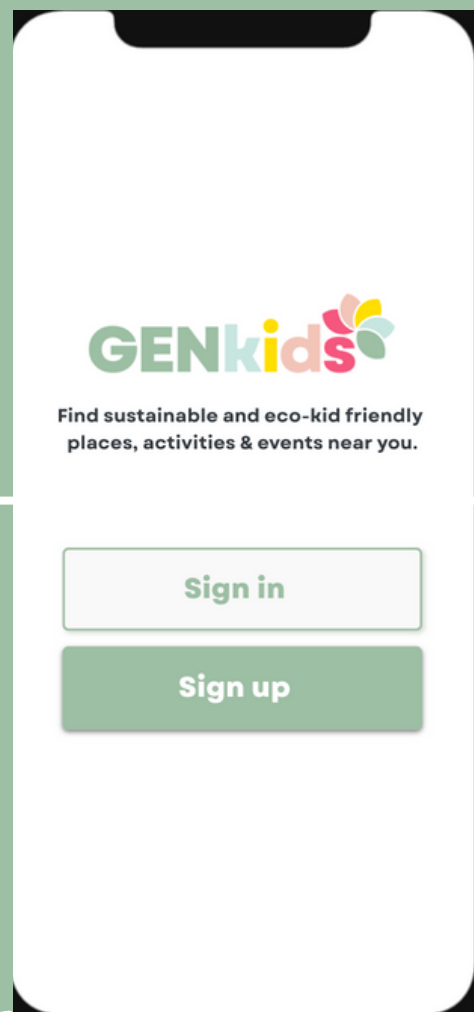 GENkids
Find sustainable and eco-kid friendly
places, activities & events near you.
Sign in
Sign up